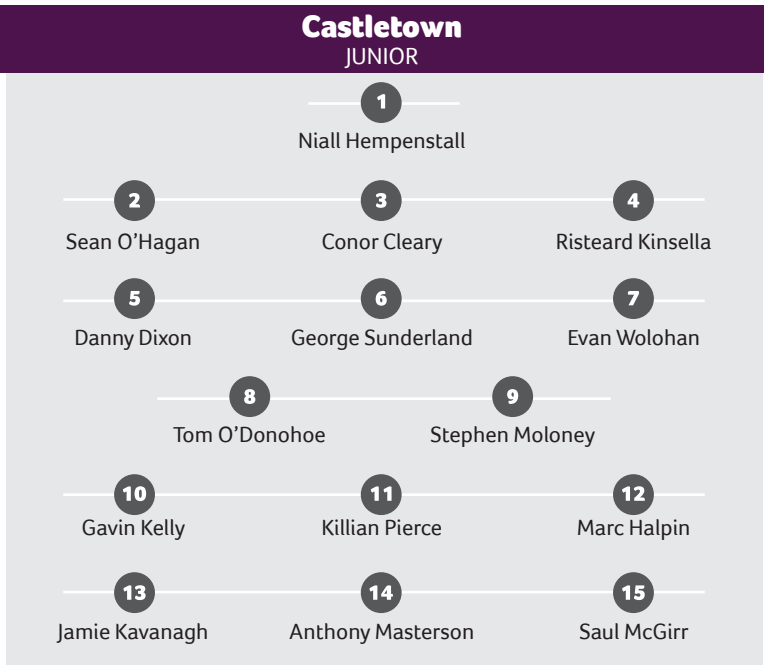 Castletown
JUNIOR
1
Niall Hempenstall
2 3 4
Sean O’Hagan Conor Cleary Risteard Kinsella
5 6 7
Danny Dixon George Sunderland Evan Wolohan
8 9
Tom O’Donohoe Stephen Moloney
10 11 12
Gavin Kelly Killian Pierce Marc Halpin
13 14 15
Jamie Kavanagh Anthony Masterson Saul McGirr